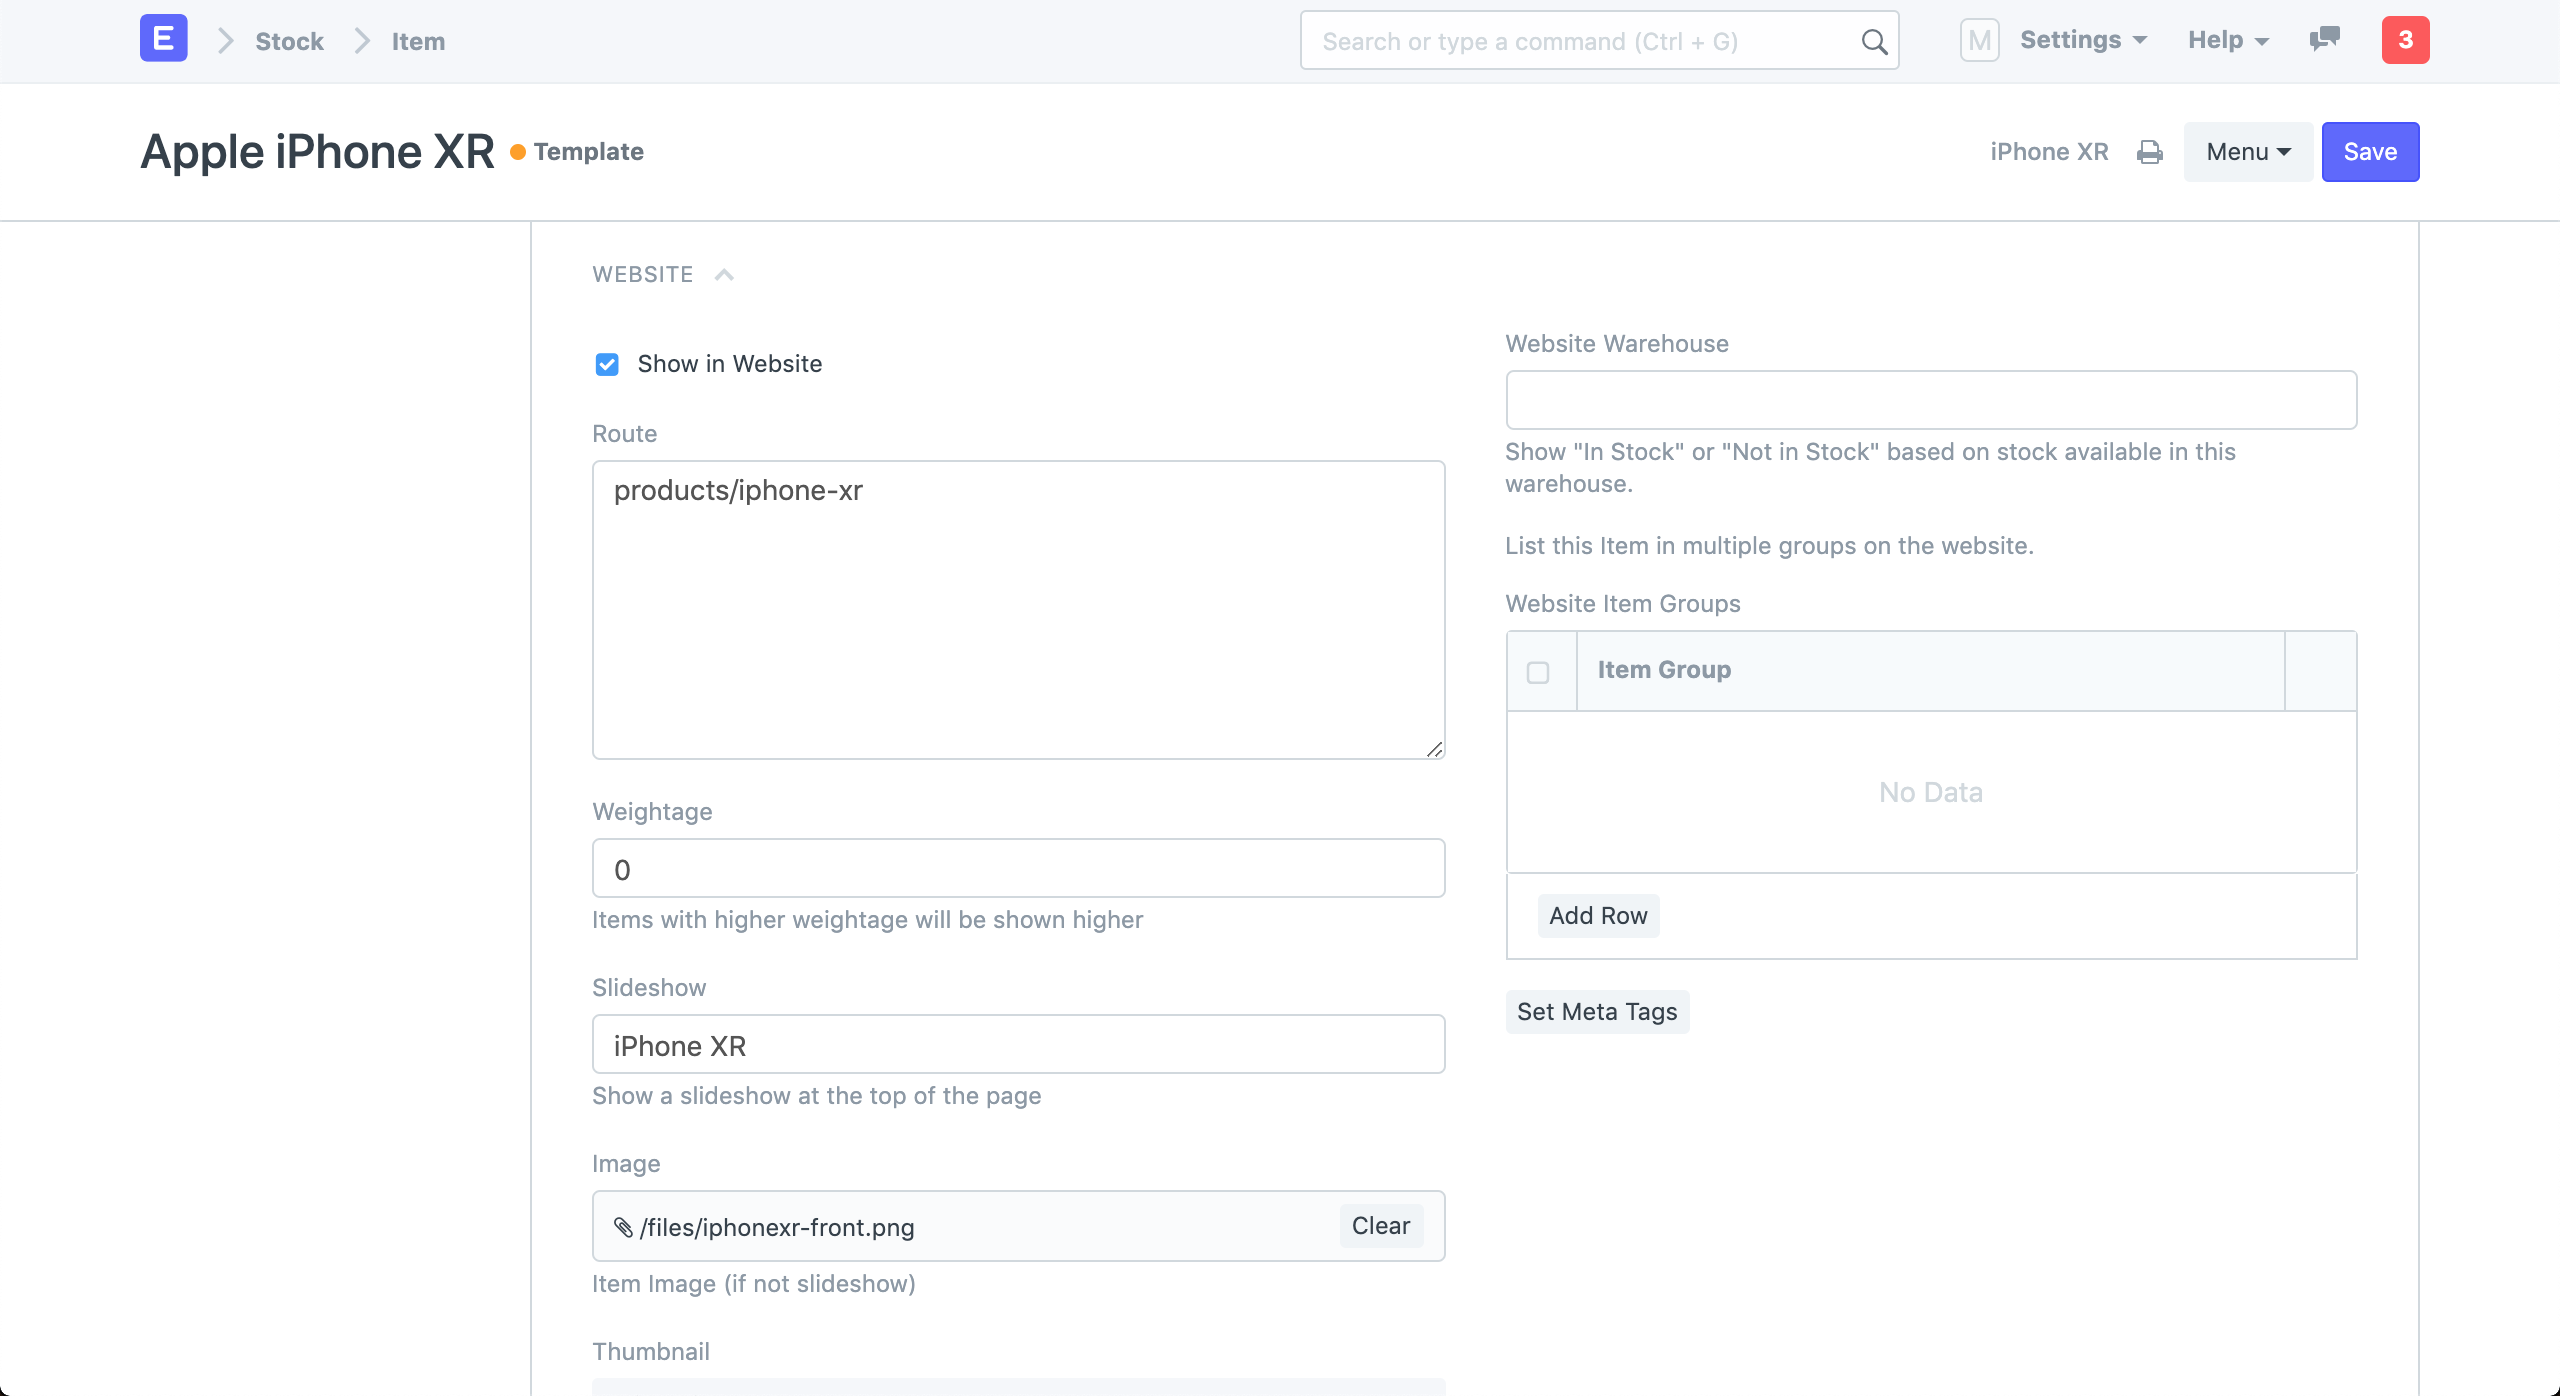 E
Stock
Item
Search or type a command (Ctrl + G)
M
Settings
Help
3
Apple iPhone XR
Template
iPhone XR
Menu
Save
WEBSITE
Show in Website
Route
products/iphone-xr
Weightage
0
Items with higher weightage will be shown higher
Slideshow
iPhone XR
Show a slideshow at the top of the page
Image
/files/iphonexr-front.png
Clear
Item Image (if not slideshow)
Thumbnail
Website Warehouse
Show "In Stock" or "Not in Stock" based on stock available in this
warehouse.
List this Item in multiple groups on the website.
Website Item Groups
Item Group
No Data
Add Row
Set Meta Tags